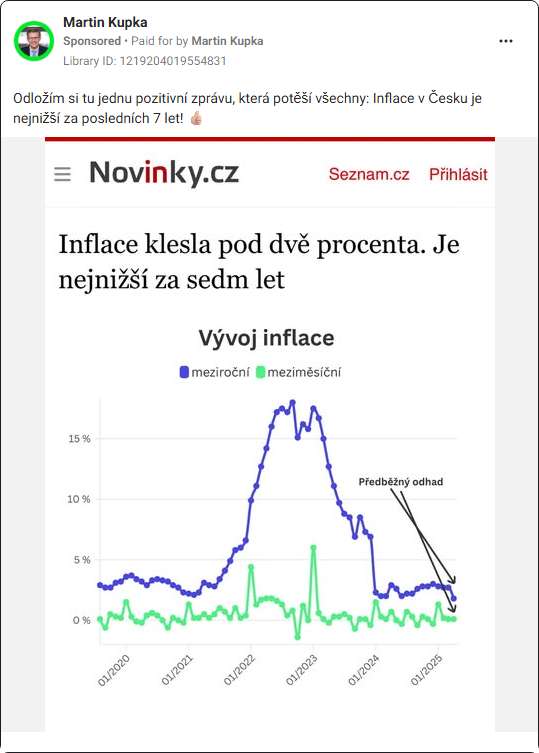 Martin Kupka
Sponsored • Paid for by Martin Kupka
Library ID: 1219204019554831
Odložím si tu jednu pozitivní zprávu, která potěší všechny: Inflace v Česku je
nejnižší za posledních 7 let! 👍🏻
Novinky.cz
Seznam.cz Přihlásit
Inflace klesla pod dvě procenta. Je
nejnižší za sedm let
Vývoj inflace
meziroční meziměsíční
15 %
Předběžný odhad
10 %
5 %
0 %
01/2020 01/2021 01/2022 01/2023 01/2024 01/2025